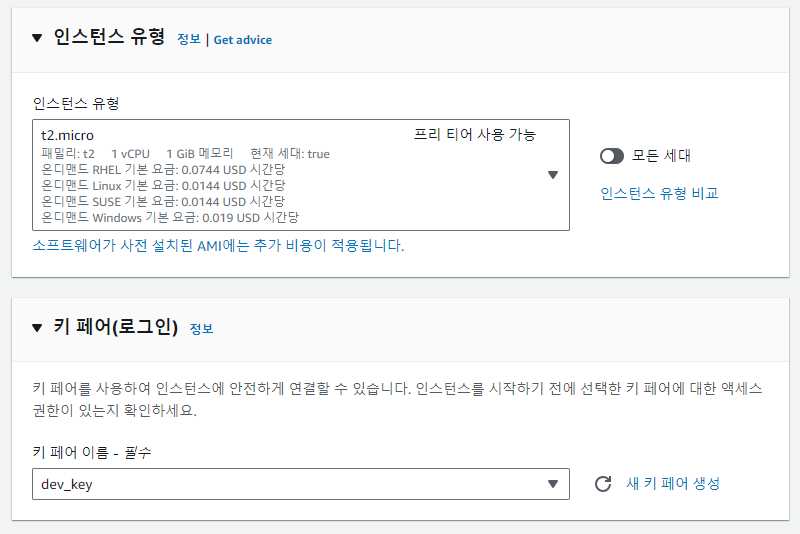 인스턴스 유형 정보 | Get advice
인스턴스 유형
t2.micro 프리 티어 사용 가능
패밀리: t2 1 vCPU 1 GiB 메모리 현재 세대: true
온디맨드 RHEL 기본 요금: 0.0744 USD 시간당
온디맨드 Linux 기본 요금: 0.0144 USD 시간당
온디맨드 SUSE 기본 요금: 0.0144 USD 시간당
온디맨드 Windows 기본 요금: 0.019 USD 시간당
모든 세대
인스턴스 유형 비교
소프트웨어가 사전 설치된 AMI에는 추가 비용이 적용됩니다.
키 페어(로그인) 정보
키 페어를 사용하여 인스턴스에 안전하게 연결할 수 있습니다. 인스턴스를 시작하기 전에 선택한 키 페어에 대한 액세스
권한이 있는지 확인하세요.
키 페어 이름 - 필수
dev_key
새 키 페어 생성